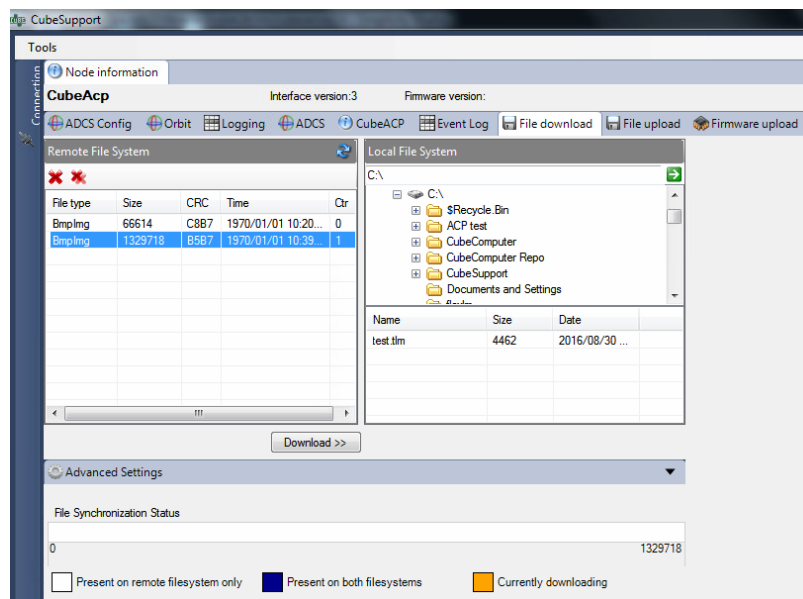 CubeSupport
Tools
Connection
Node information
CubeAcp Interface version:3 Firmware version:
ADCS Config Orbit Logging ADCS CubeACP Event Log File download File upload Firmware upload
Remote File System
File type Size CRC Time Ctr
BmpImg 66614 C8B7 1970/01/01 10:20... 0
BmpImg 1329718 B5B7 1970/01/01 10:39... 1
Download >>
Local File System
C:\
C:\
$Recycle.Bin
ACP test
CubeComputer
CubeComputer Repo
CubeSupport
Documents and Settings
Name Size Date
test.tlm 4462 2016/08/30 ...
Advanced Settings
File Synchronization Status
0 1329718
Present on remote filesystem only Present on both filesystems Currently downloading